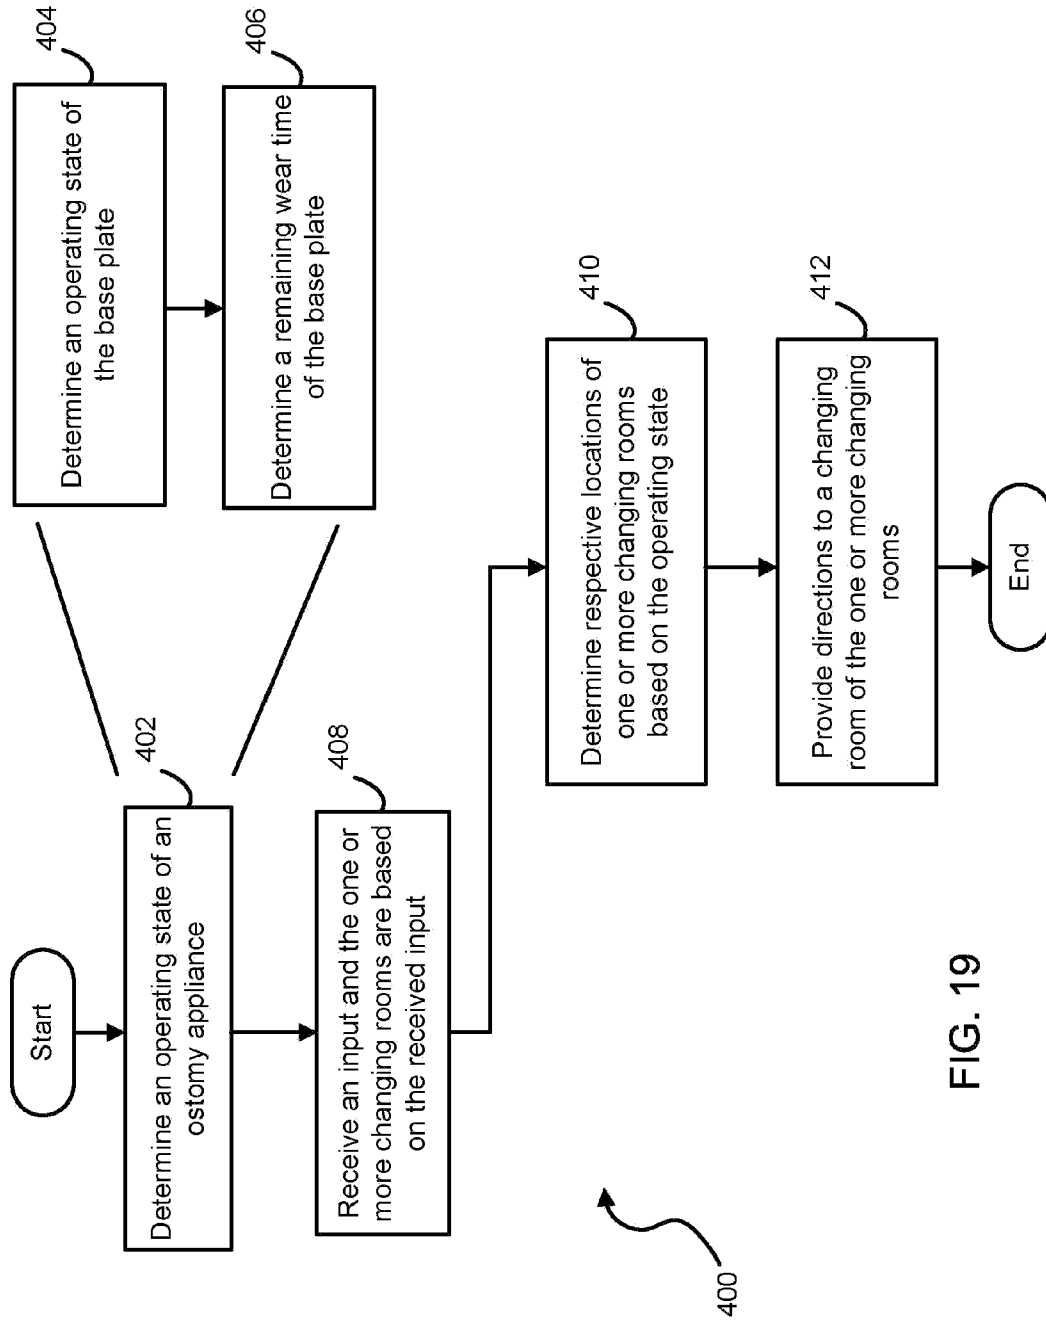 Start
402
Determine an operating state of an
ostomy appliance
404
Determine an operating state of
the base plate
406
Determine a remaining wear time
of the base plate
408
Receive an input and the one or
more changing rooms are based
on the received input
410
Determine respective locations of
one or more changing rooms
based on the operating state
412
Provide directions to a changing
room of the one or more changing
rooms
End
400
FIG. 19